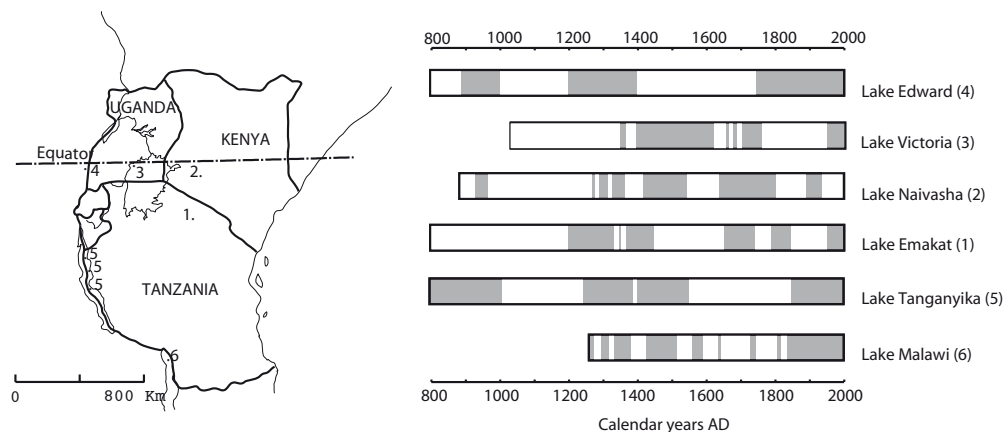 UGANDA
KENYA
Equator
.4
.3
2.
1.
.5
.5
.5
TANZANIA
.6
0 800 Km
800 1000 1200 1400 1600 1800 2000
Lake Edward (4)
Lake Victoria (3)
Lake Naivasha (2)
Lake Emakat (1)
Lake Tanganyika (5)
Lake Malawi (6)
800 1000 1200 1400 1600 1800 2000
Calendar years AD